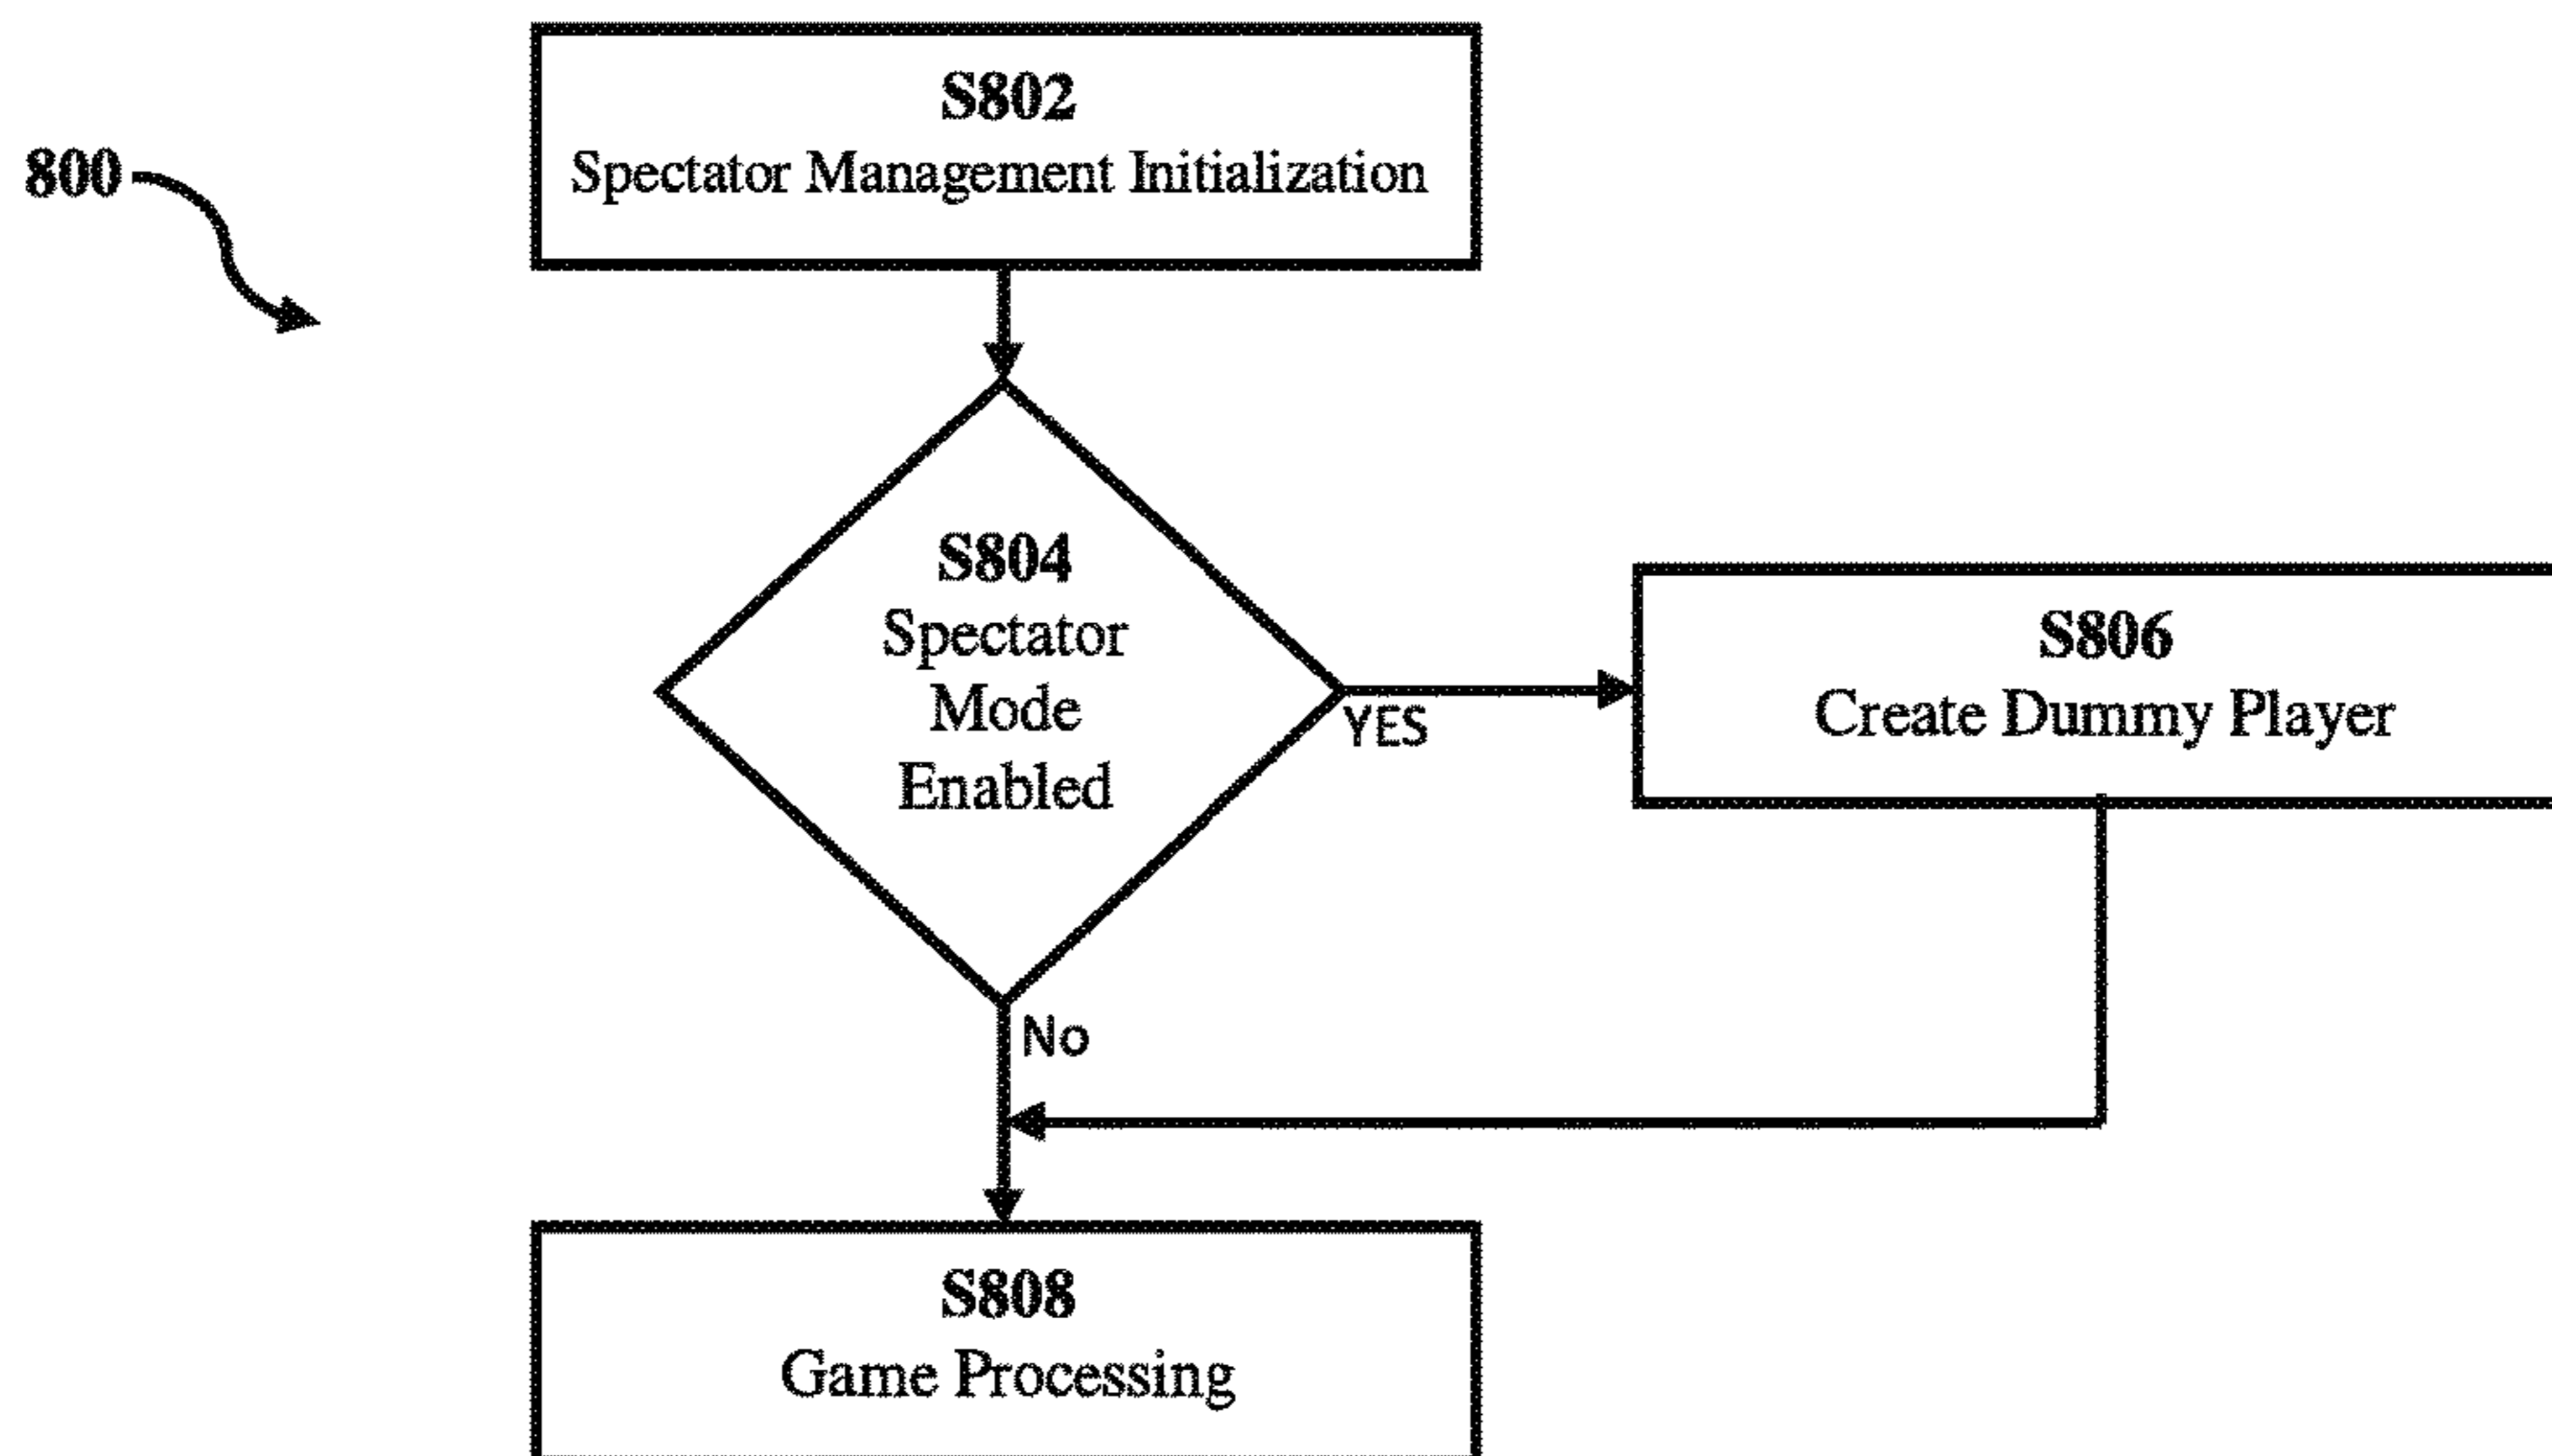 800
S802
Spectator Management Initialization
S804
Spectator
Mode
Enabled
YES
S806
Create Dummy Player
No
S808
Game Processing